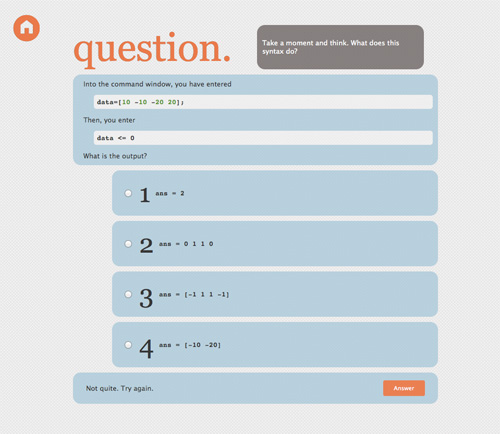 question.
Take a moment and think. What does this
syntax do?
Into the command window, you have entered
data=[10 -10 -20 20];
Then, you enter
data <= 0
What is the output?
1 ans = 2
2 ans = 0 1 1 0
3 ans = [-1 1 1 -1]
4 ans = [-10 -20]
Not quite. Try again.
Answer